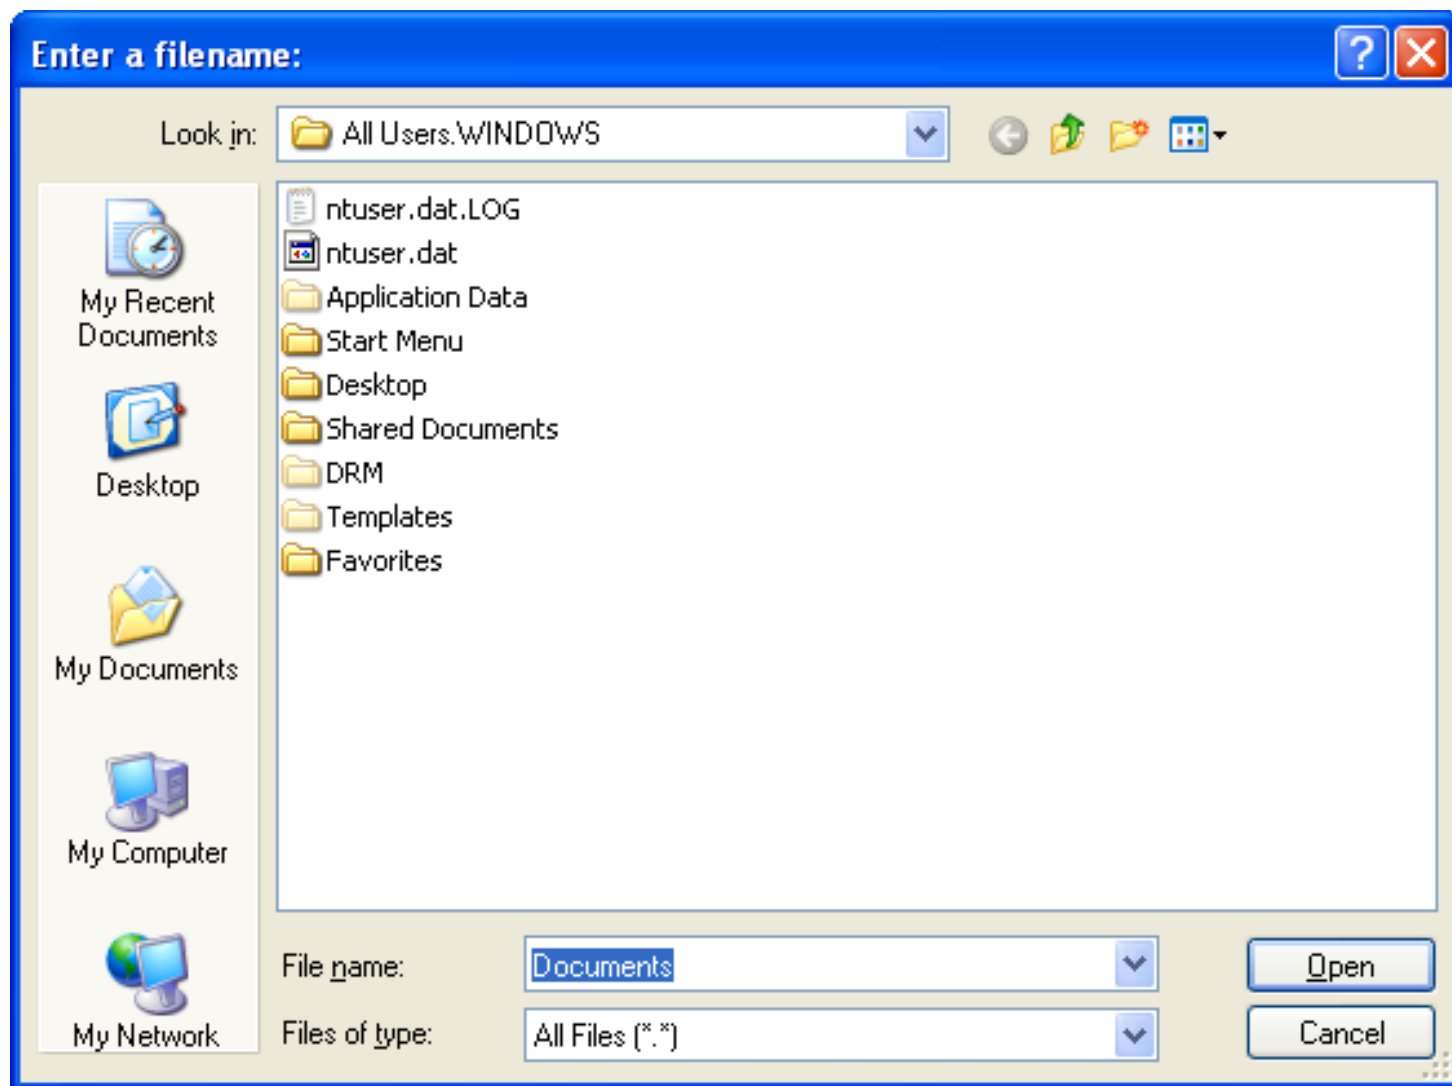 Enter a filename:
Look in:
All Users.WINDOWS
My Recent
Documents
Desktop
My Documents
My Computer
My Network
ntuser.dat.LOG
ntuser.dat
Application Data
Start Menu
Desktop
Shared Documents
DRM
Templates
Favorites
File name:
Documents
Open
Files of type:
All Files (*.*)
Cancel